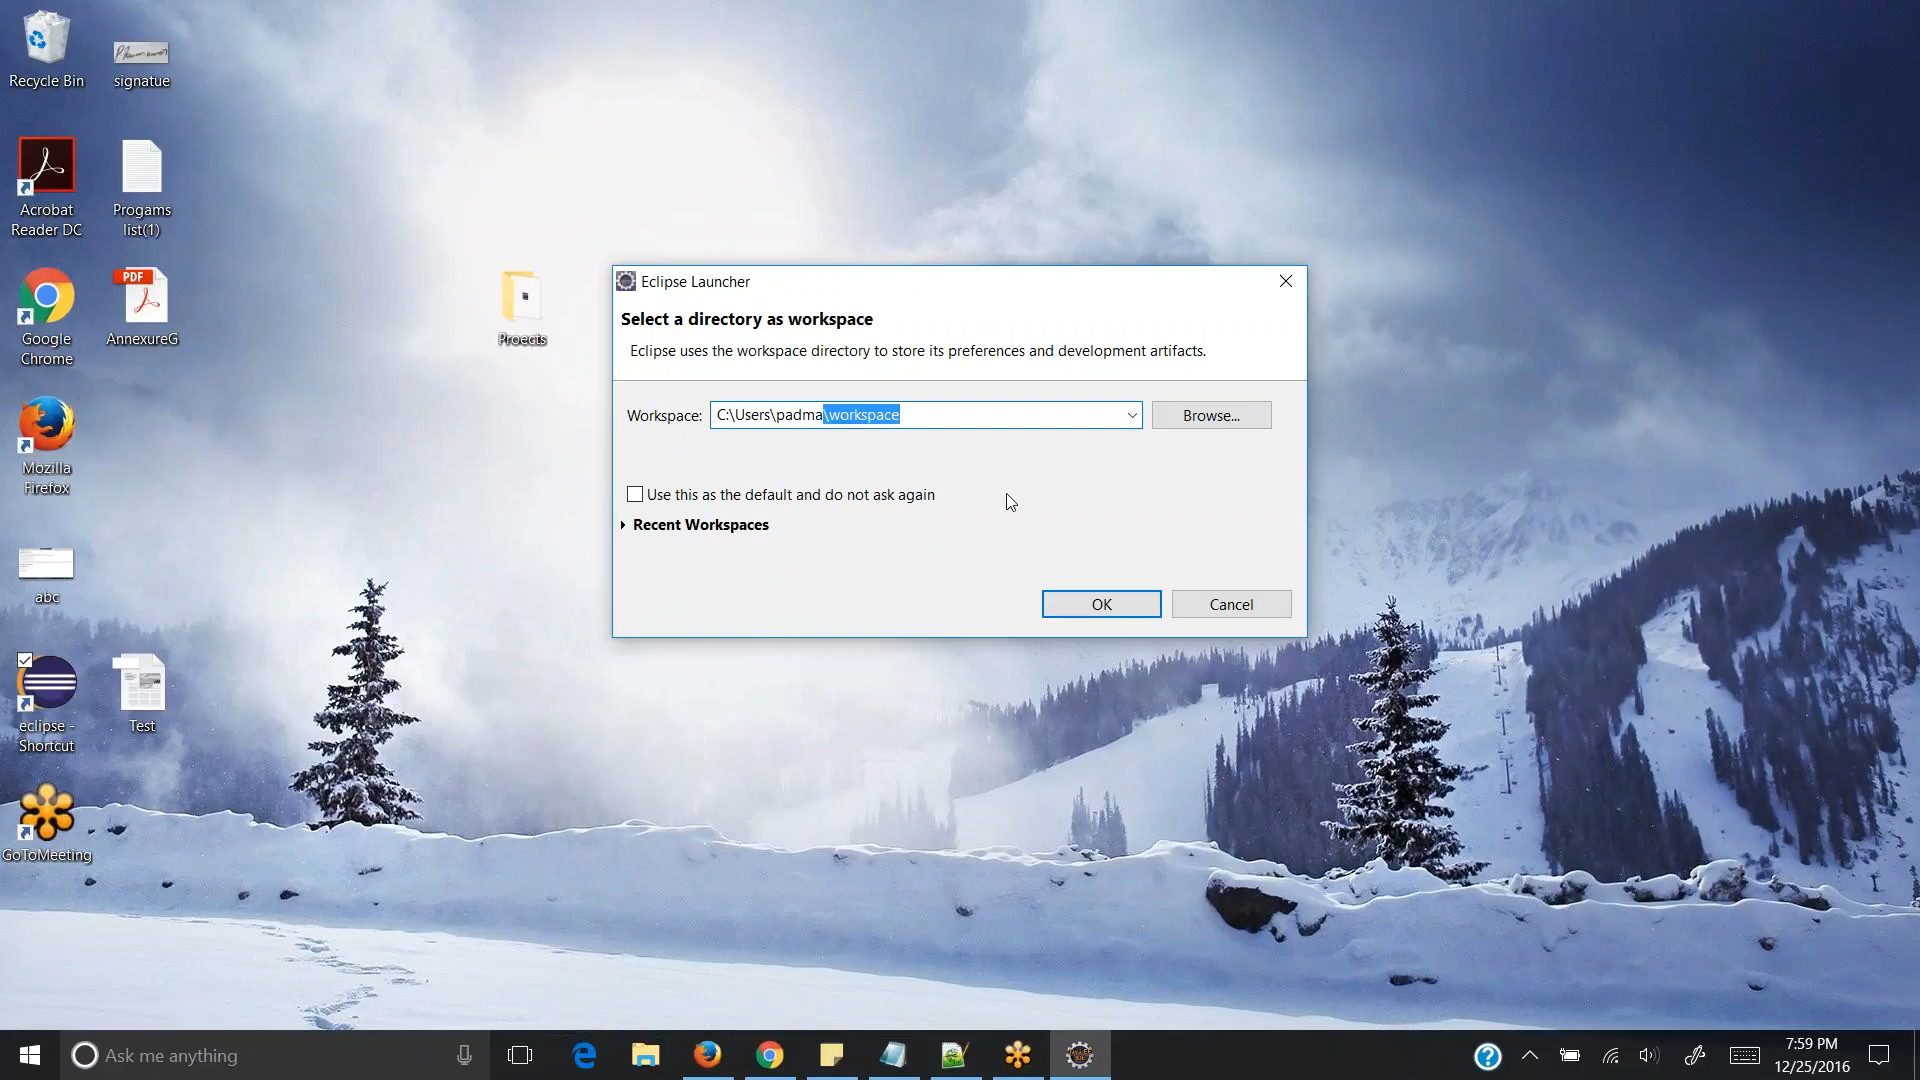 Recycle Bin
signatue
Acrobat
Reader DC
Progams
list(1)
PDF
Google
Chrome
AnnexureG
Mozilla
Firefox
abc
eclipse -
Shortcut
Test
GoToMeeting
Proects
Eclipse Launcher
Select a directory as workspace
Eclipse uses the workspace directory to store its preferences and development artifacts.
Workspace: C:\Users\padma\workspace Browse...
Use this as the default and do not ask again
Recent Workspaces
OK Cancel
Ask me anything
7:59 PM
12/25/2016